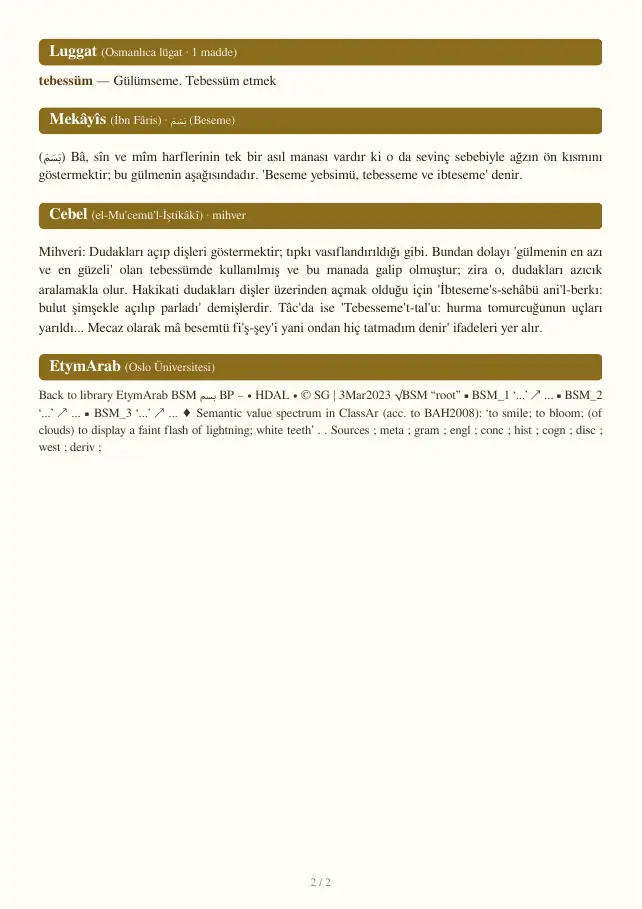 Luggat (Osmanlıca lügat · 1 madde)
tebessüm — Gülümseme. Tebessüm etmek
Mekâyîs (İbn Fâris) · بَسَمَ (Beseme)
(بَسَمَ) Bâ, sîn ve mîm harflerinin tek bir asıl manası vardır ki o da sevinç sebebiyle ağzın ön kısmını
göstermektir; bu gülmenin aşağısındadır. 'Beseme yebsimü, tebesseme ve ibteseme' denir.
Cebel (el-Mu'cemü'l-İştikâkî) · mihver
Mihveri: Dudakları açıp dişleri göstermektir; tıpkı vasıflandırıldığı gibi. Bundan dolayı 'gülmenin en azı
ve en güzeli' olan tebessümde kullanılmış ve bu manada galip olmuştur; zira o, dudakları azıcık
aralamakla olur. Hakikati dudakları dişler üzerinden açmak olduğu için 'İbteseme's-sehâbü ani'l-berkı:
bulut şimşekle açılıp parladı' demişlerdir. Tâc'da ise 'Tebesseme't-tal'u: hurma tomurcuğunun uçları
yarıldı... Mecaz olarak mâ besemtü fi'ş-şey'i yani ondan hiç tatmadım denir' ifadeleri yer alır.
EtymArab (Oslo Üniversitesi)
Back to library EtymArab BSM بسم BP – • HDAL • © SG | 3Mar2023 √BSM “root” ▪ BSM_1 ‘...’ ↗ ... ▪ BSM_2
‘...’ ↗ ... ▪ BSM_3 ‘...’ ↗ ... ♦ Semantic value spectrum in ClassAr (acc. to BAH2008): ‘to smile; to bloom; (of
clouds) to display a faint flash of lightning; white teeth’ . . Sources ; meta ; gram ; engl ; conc ; hist ; cogn ; disc ;
west ; deriv ;
2 / 2